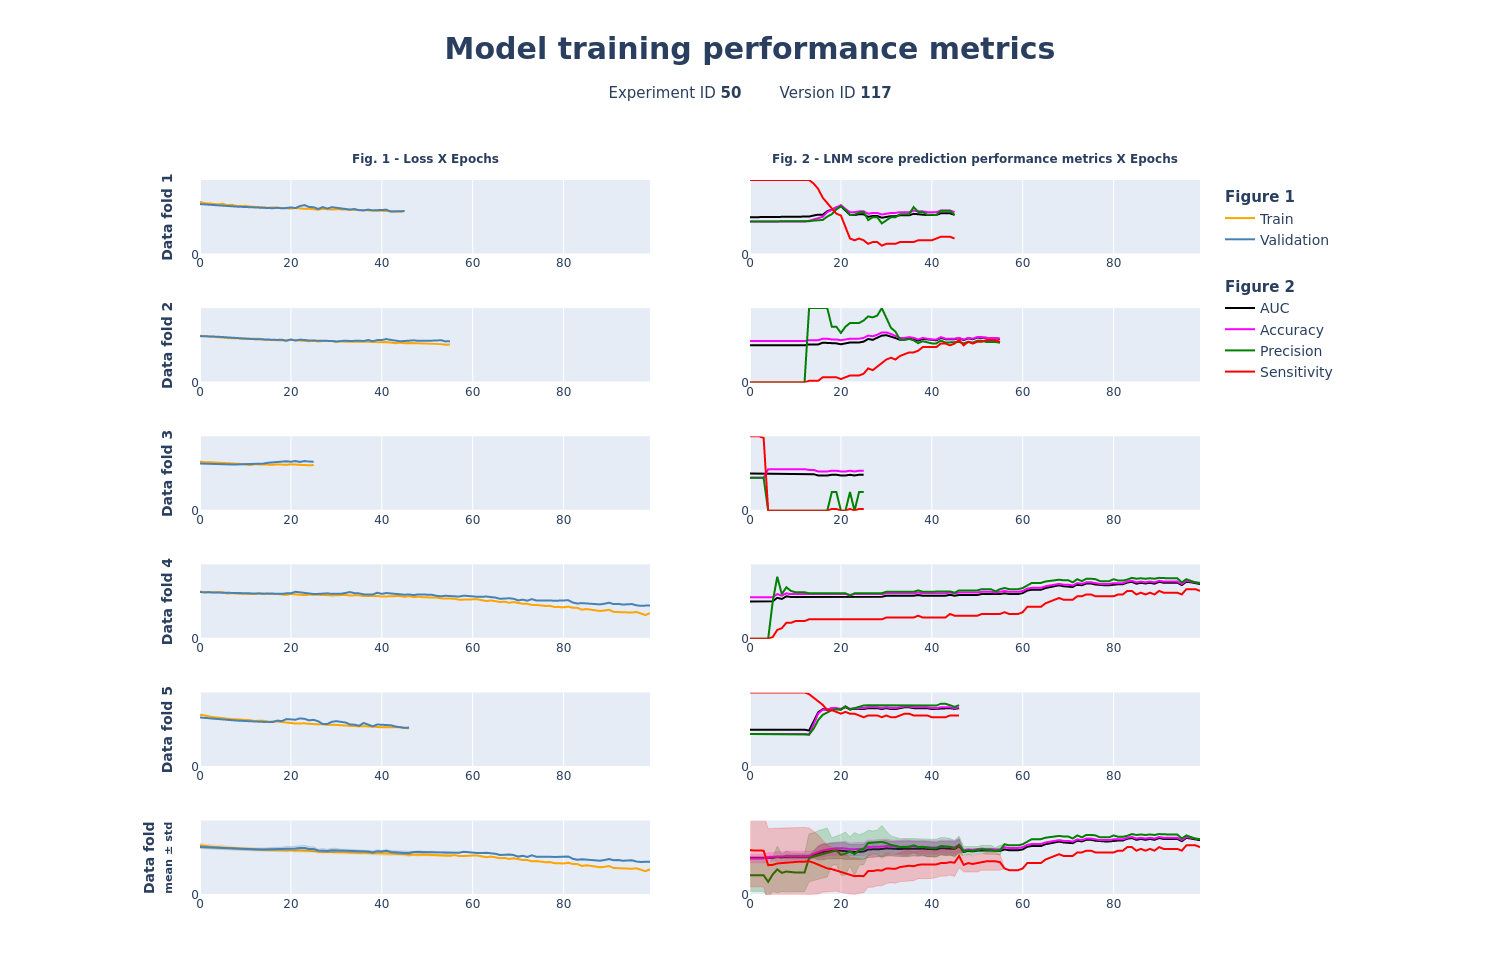 Model training performance metrics
Experiment ID 50 Version ID 117
Fig. 1 - Loss X Epochs
Fig. 2 - LNM score prediction performance metrics X Epochs
Data fold 1
0
0 20 40 60 80
0
0 20 40 60 80
Figure 1
Train
Validation
Figure 2
AUC
Accuracy
Precision
Sensitivity
Data fold 2
0
0 20 40 60 80
0
0 20 40 60 80
Data fold 3
0
0 20 40 60 80
0
0 20 40 60 80
Data fold 4
0
0 20 40 60 80
0
0 20 40 60 80
Data fold 5
0
0 20 40 60 80
0
0 20 40 60 80
Data fold
mean ± std
0
0 20 40 60 80
0
0 20 40 60 80